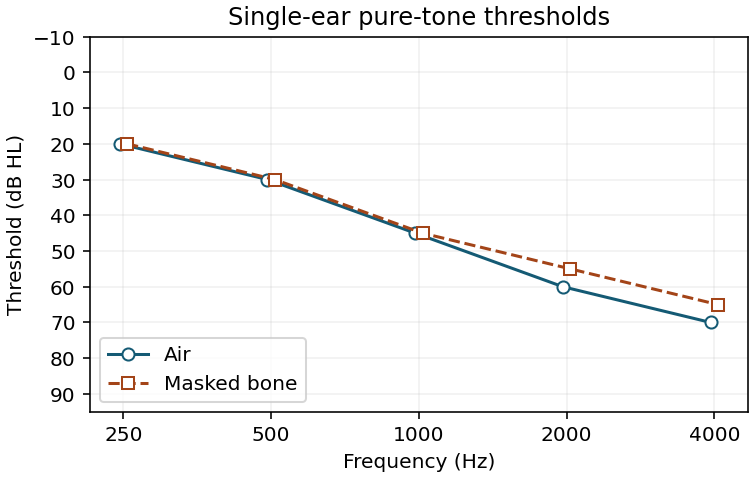 Single-ear pure-tone thresholds
Threshold (dB HL)
−10
0
10
20
30
40
50
60
70
80
90
Air
Masked bone
250 500 1000 2000 4000
Frequency (Hz)